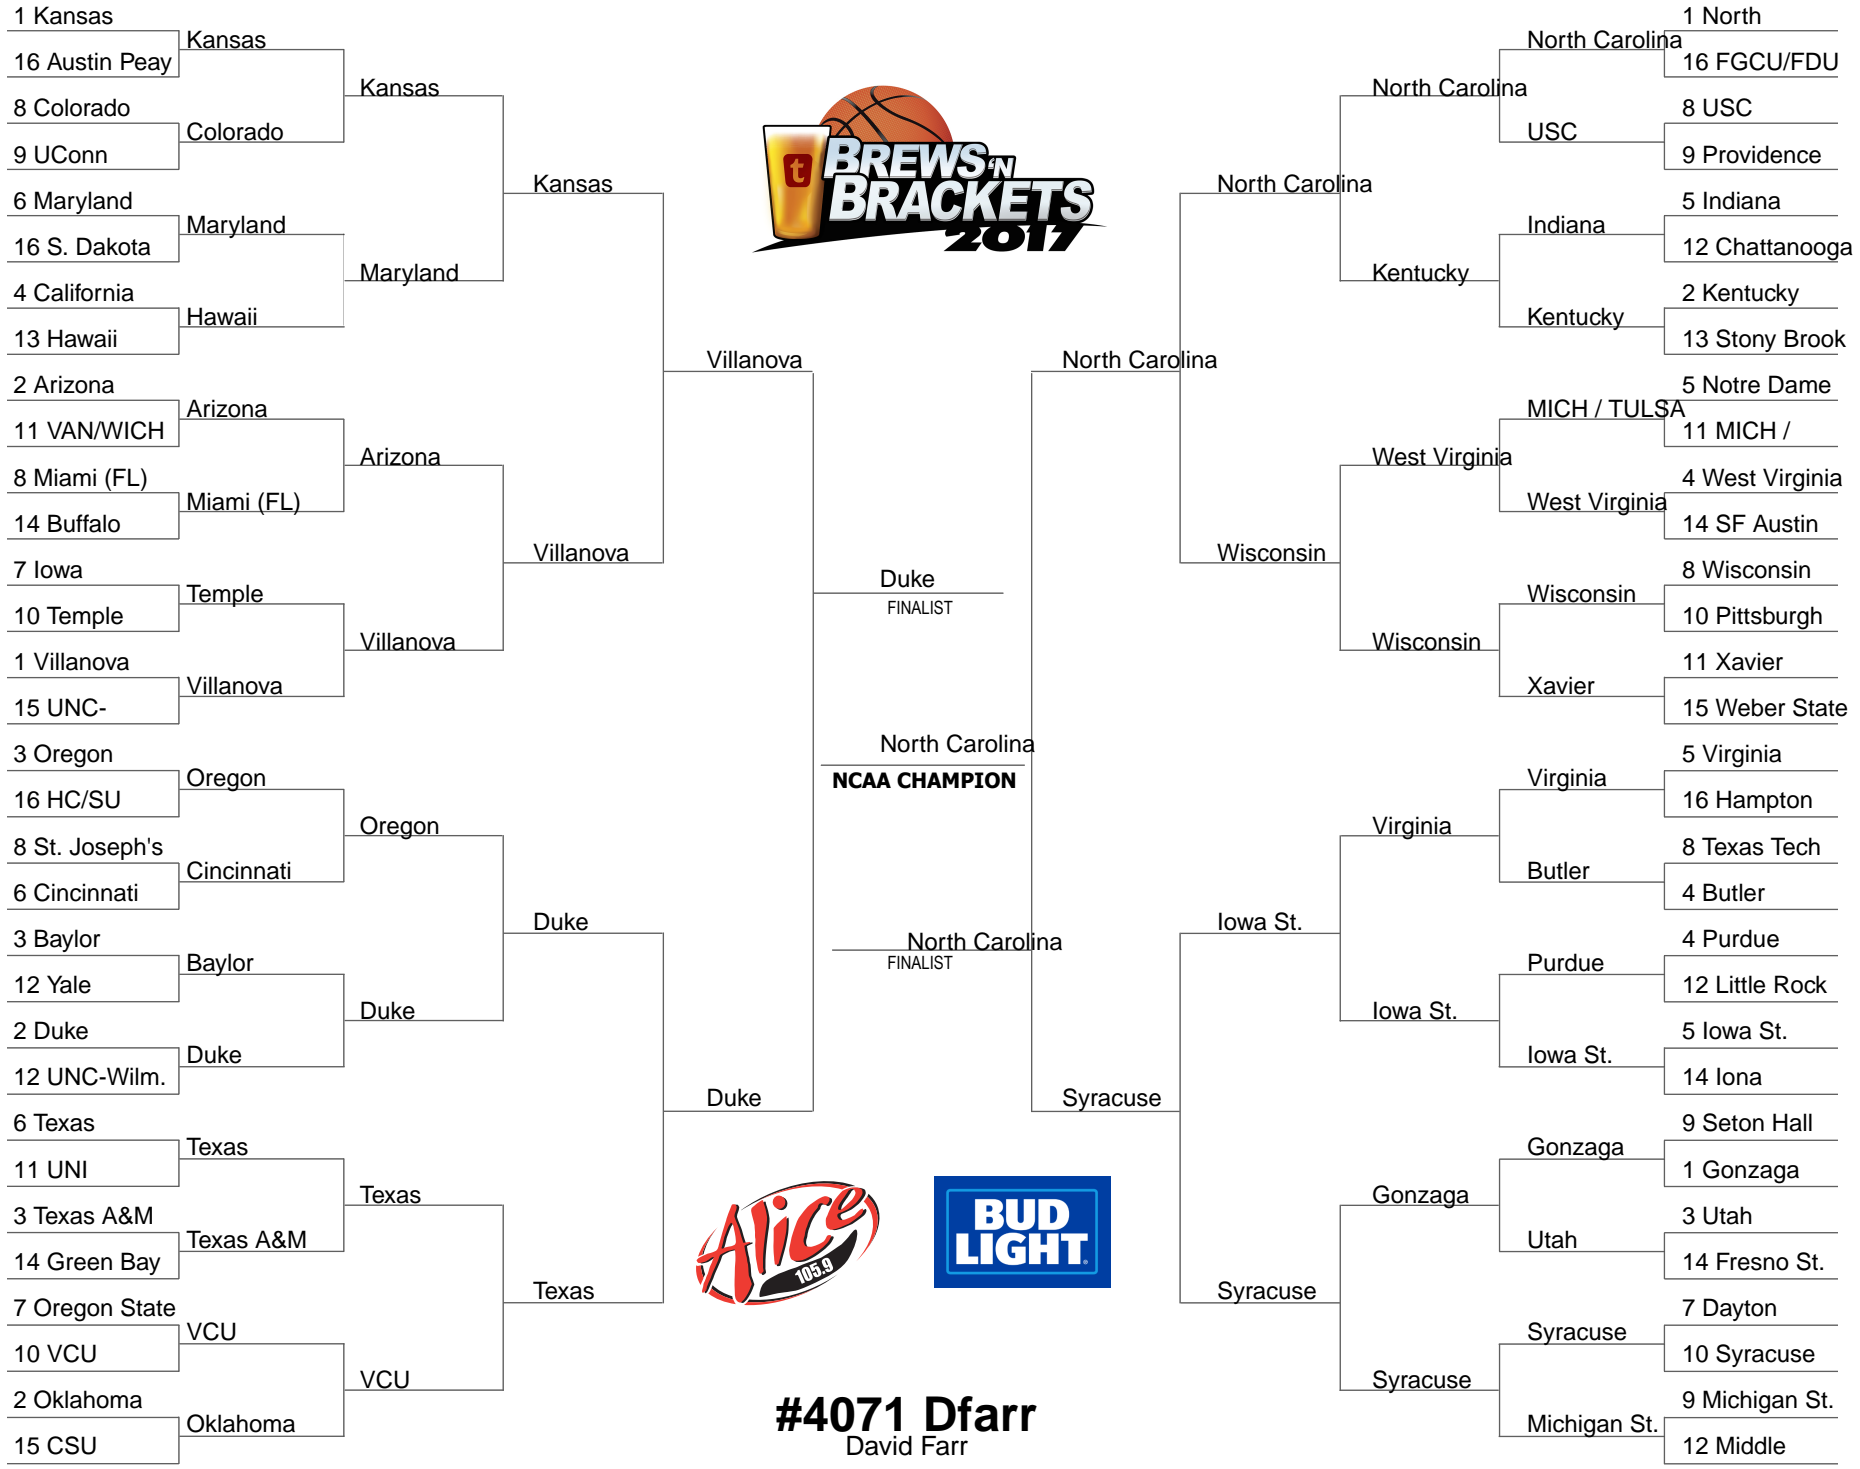 1 Kansas
16 Austin Peay
8 Colorado
9 UConn
6 Maryland
16 S. Dakota
4 California
13 Hawaii
2 Arizona
11 VAN/WICH
8 Miami (FL)
14 Buffalo
7 Iowa
10 Temple
1 Villanova
15 UNC-
3 Oregon
16 HC/SU
8 St. Joseph's
6 Cincinnati
3 Baylor
12 Yale
2 Duke
12 UNC-Wilm.
6 Texas
11 UNI
3 Texas A&M
14 Green Bay
7 Oregon State
10 VCU
2 Oklahoma
15 CSU
Kansas
Colorado
Maryland
Hawaii
Arizona
Miami (FL)
Temple
Villanova
Oregon
Cincinnati
Baylor
Duke
Texas
Texas A&M
VCU
Oklahoma
Kansas
Maryland
Arizona
Villanova
Oregon
Duke
Texas
VCU
Kansas
Villanova
Duke
Texas
Villanova
Duke
t
BREWS 'N
BRACKETS
2017
Duke
FINALIST
North Carolina
NCAA CHAMPION
North Carolina
FINALIST
Alice
105.9
BUD
LIGHT
#4071 Dfarr
David Farr
North Carolina
Syracuse
North Carolina
Wisconsin
Iowa St.
Syracuse
North Carolina
Kentucky
West Virginia
Wisconsin
Virginia
Iowa St.
Gonzaga
Syracuse
North Carolina
USC
Indiana
Kentucky
MICH / TULSA
West Virginia
Wisconsin
Xavier
Virginia
Butler
Purdue
Iowa St.
Gonzaga
Utah
Syracuse
Michigan St.
1 North
16 FGCU/FDU
8 USC
9 Providence
5 Indiana
12 Chattanooga
2 Kentucky
13 Stony Brook
5 Notre Dame
11 MICH /
4 West Virginia
14 SF Austin
8 Wisconsin
10 Pittsburgh
11 Xavier
15 Weber State
5 Virginia
16 Hampton
8 Texas Tech
4 Butler
4 Purdue
12 Little Rock
5 Iowa St.
14 Iona
9 Seton Hall
1 Gonzaga
3 Utah
14 Fresno St.
7 Dayton
10 Syracuse
9 Michigan St.
12 Middle